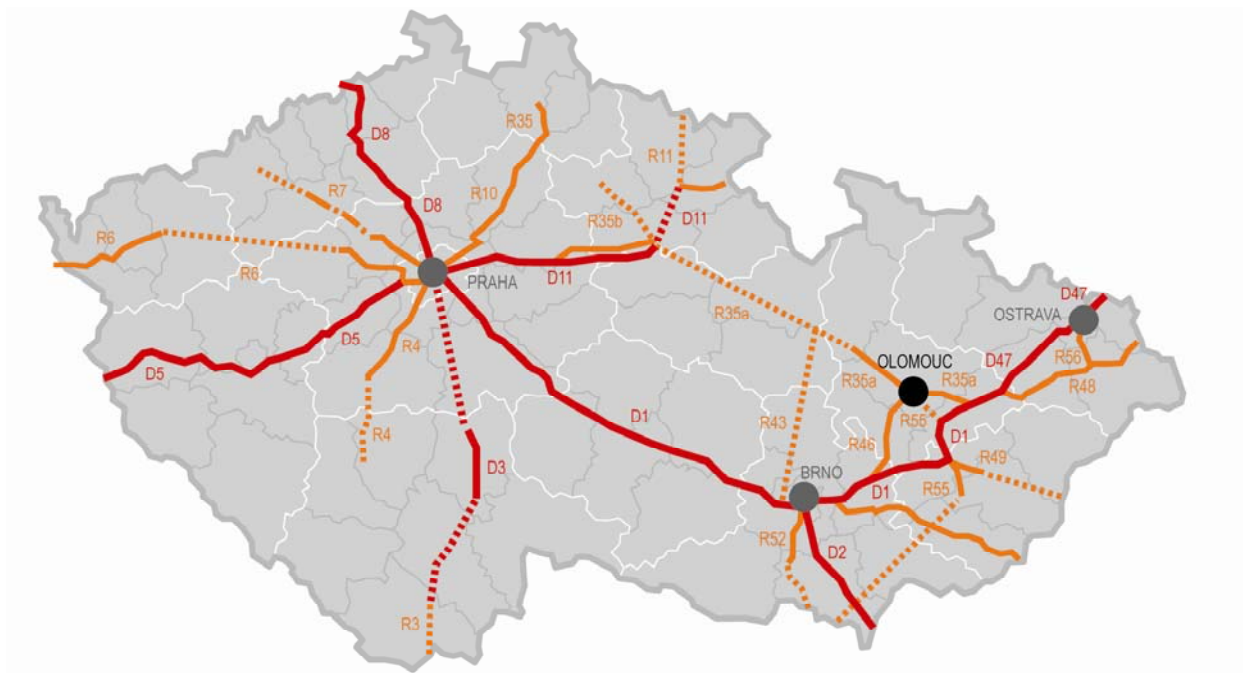 R35
D8
R11
R7
R10
D8
D11
R35b
R6
R6
D11
PRAHA
D47
R35a
OSTRAVA
D5
R4
R56
D47
OLOMOUC
D5
R35a
R35a
R48
D1
R43
R55
R4
R46
D1
R49
D3
BRNO
D1
R55
R52
D2
R3